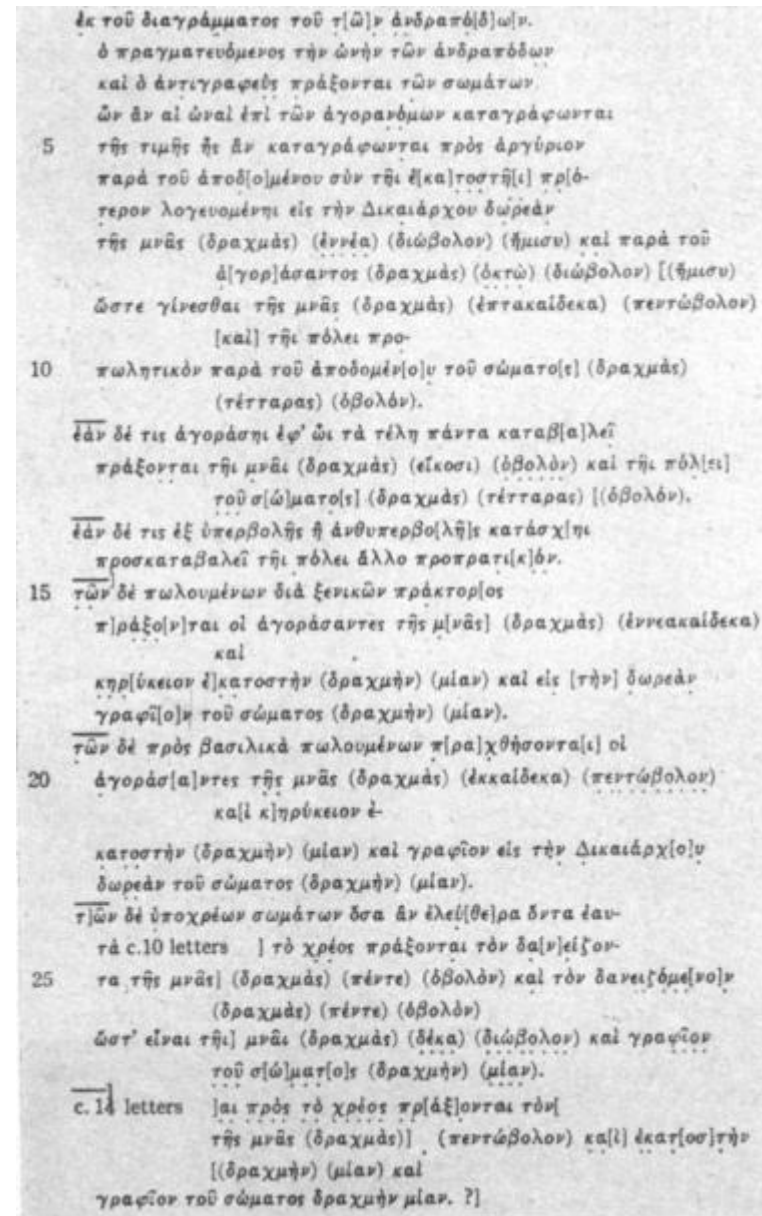 ἐκ τοῦ διαγράμματος τοῦ τ[ῶ]ν ἀνδραπό[δ]ω[ν.
ὁ πραγματευόμενος τὴν ὠνὴν τῶν ἀνδραπόδων
καὶ ὁ ἀντιγραφεὺς πράξονται τῶν σωμάτων
ὧν ἂν αἱ ὠναὶ ἐπὶ τῶν ἀγορανόμων καταγράφωνται
5 τῆς τιμῆς ἧς ἂν καταγράφωνται πρὸς ἀργύριον
παρὰ τοῦ ἀποδ[ο]μένου σὺν τῆι ἑ[κα]τοστῆ[ι] πρ[ό-
τερον λογευομένηι εἰς τὴν Δικαιάρχου δωρεὰν
τῆς μνᾶς (δραχμὰς) (ἐννέα) (διώβολον) (ἥμισυ) καὶ παρὰ τοῦ
ἀ[γορ]άσαντος (δραχμὰς) (ὀκτὼ) (διώβολον) [(ἥμισυ)
ὥστε γίνεσθαι τῆς μνᾶς (δραχμὰς) (ἑπτακαίδεκα) (πεντώβολον)
[καὶ] τῆι πόλει προ-
10 πωλητικὸν παρὰ τοῦ ἀποδομέν[ο]υ τοῦ σώματο[ς] (δραχμὰς)
(τέτταρας) (ὀβολόν).
ἐὰν δέ τις ἀγοράσηι ἐφ' ὧι τὰ τέλη πάντα καταβ[α]λεῖ
πράξονται τῆι μνᾶι (δραχμὰς) (εἴκοσι) (ὀβολὸν) καὶ τῆι πόλ[ει]
τοῦ σ[ώ]ματο[ς] (δραχμὰς) (τέτταρας) [(ὀβολόν).
ἐὰν δέ τις ἐξ ὑπερβολῆς ἢ ἀνθυπερβο[λῆ]ς κατάσχ[ηι
προσκαταβαλεῖ τῆι πόλει ἄλλο προπρατι[κ]όν.
15 τῶν δὲ πωλουμένων διὰ ξενικῶν πράκτορ[ος
π]ράξο[ν]ται οἱ ἀγοράσαντες τῆς μ[νᾶς] (δραχμὰς) (ἐννεακαίδεκα)
καὶ
κηρ[ύκειον ἑ]κατοστὴν (δραχμὴν) (μίαν) καὶ εἰς [τὴν] δωρεὰν
γραφῖ[ο]ν τοῦ σώματος (δραχμὴν) (μίαν).
τῶν δὲ πρὸς βασιλικὰ πωλουμένων π[ρα]χθήσοντα[ι] οἱ
20 ἀγοράσ[α]ντες τῆς μνᾶς (δραχμὰς) (ἑκκαίδεκα) (πεντώβολον)
κα[ὶ κ]ηρύκειον ἑ-
κατοστὴν (δραχμὴν) (μίαν) καὶ γραφῖον εἰς τὴν Δικαιάρχ[ο]υ
δωρεὰν τοῦ σώματος (δραχμὴν) (μίαν).
τ]ῶν δὲ ὑποχρέων σωμάτων ὅσα ἂν ἐλεύ[θε]ρα ὄντα ἑαυ-
τὰ c.10 letters ] τὸ χρέος πράξονται τὸν δα[ν]είζον-
25 τα τῆς μνᾶς] (δραχμὰς) (πέντε) (ὀβολὸν) καὶ τὸν δανειζόμε[νο]ν
(δραχμὰς) (πέντε) (ὀβολὸν)
ὥστ' εἶναι τῆι] μνᾶι (δραχμὰς) (δέκα) (διώβολον) καὶ γραφῖον
τοῦ σ[ώ]ματ[ο]ς (δραχμὴν) (μίαν).
c. 14 letters ]αι πρὸς τὸ χρέος πρ[άξ]ονται τὸν[
τῆς μνᾶς (δραχμὰς)] (πεντώβολον) κα[ὶ] ἑκατ[οσ]τὴν
[(δραχμὴν) (μίαν) καὶ
γραφῖον τοῦ σώματος δραχμὴν μίαν. ?]